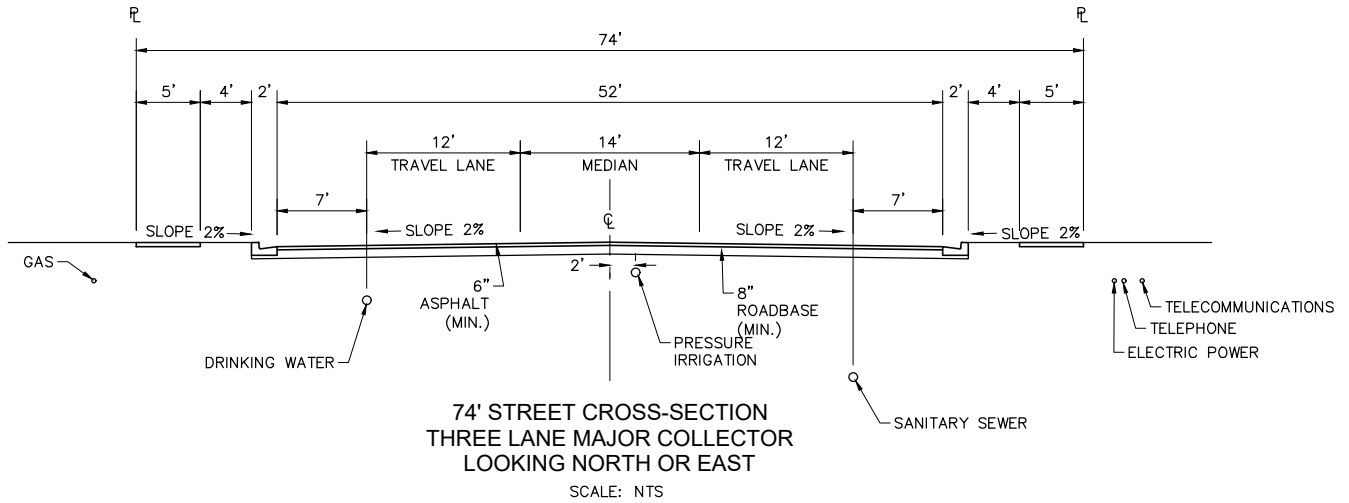 ℄ ℄
74'
5' 4' 2' 52' 2' 4' 5'
12' 14' 12'
TRAVEL LANE MEDIAN TRAVEL LANE
7' 7'
℄
SLOPE 2% SLOPE 2% SLOPE 2% SLOPE 2%
GAS
2'
6"
ASPHALT
(MIN.)
8"
ROADBASE
(MIN.)
TELECOMMUNICATIONS
TELEPHONE
ELECTRIC POWER
PRESSURE
IRRIGATION
DRINKING WATER
SANITARY SEWER
74' STREET CROSS-SECTION
THREE LANE MAJOR COLLECTOR
LOOKING NORTH OR EAST
SCALE: NTS